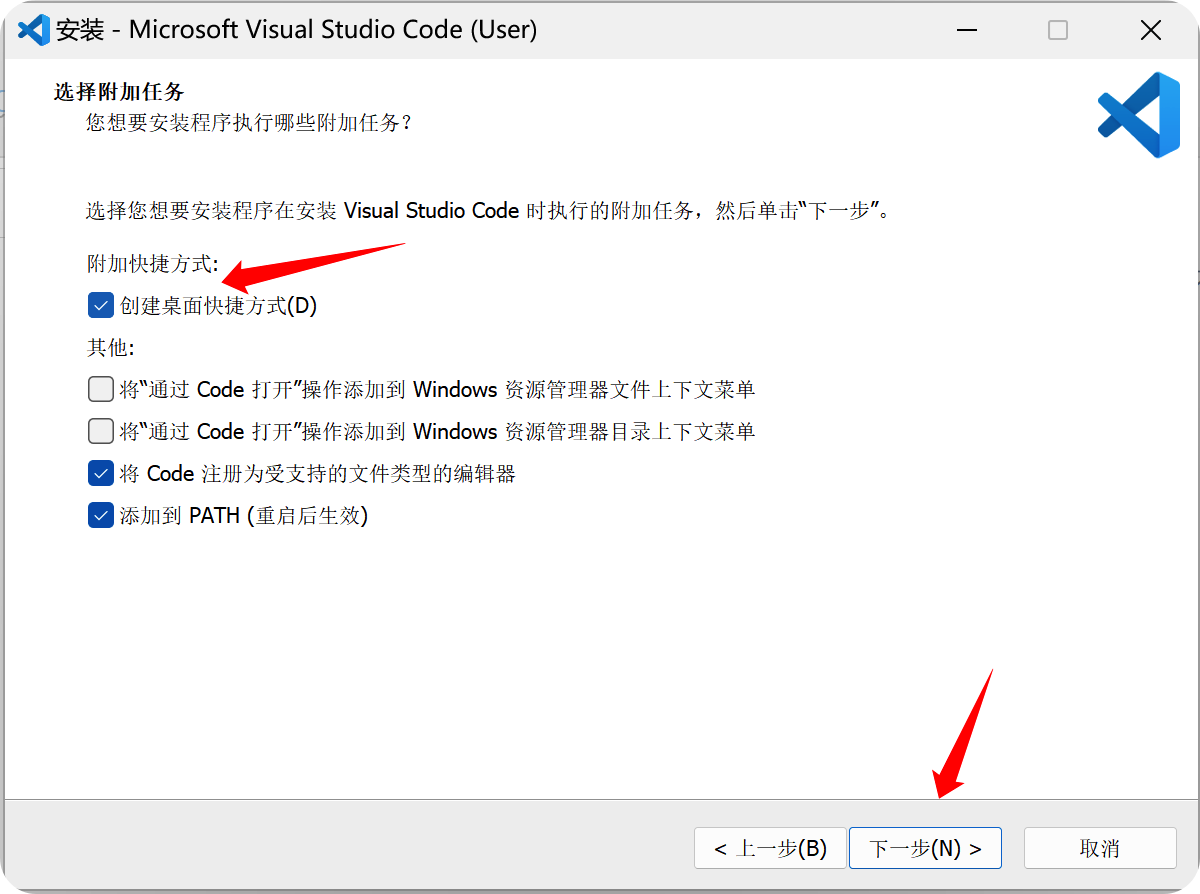 安装 - Microsoft Visual Studio Code (User)
选择附加任务
您想要安装程序执行哪些附加任务？
选择您想要安装程序在安装 Visual Studio Code 时执行的附加任务，然后单击“下一步”。
附加快捷方式:
创建桌面快捷方式(D)
其他:
将“通过 Code 打开”操作添加到 Windows 资源管理器文件上下文菜单
将“通过 Code 打开”操作添加到 Windows 资源管理器目录上下文菜单
将 Code 注册为受支持的文件类型的编辑器
添加到 PATH (重启后生效)
< 上一步(B) 下一步(N) > 取消